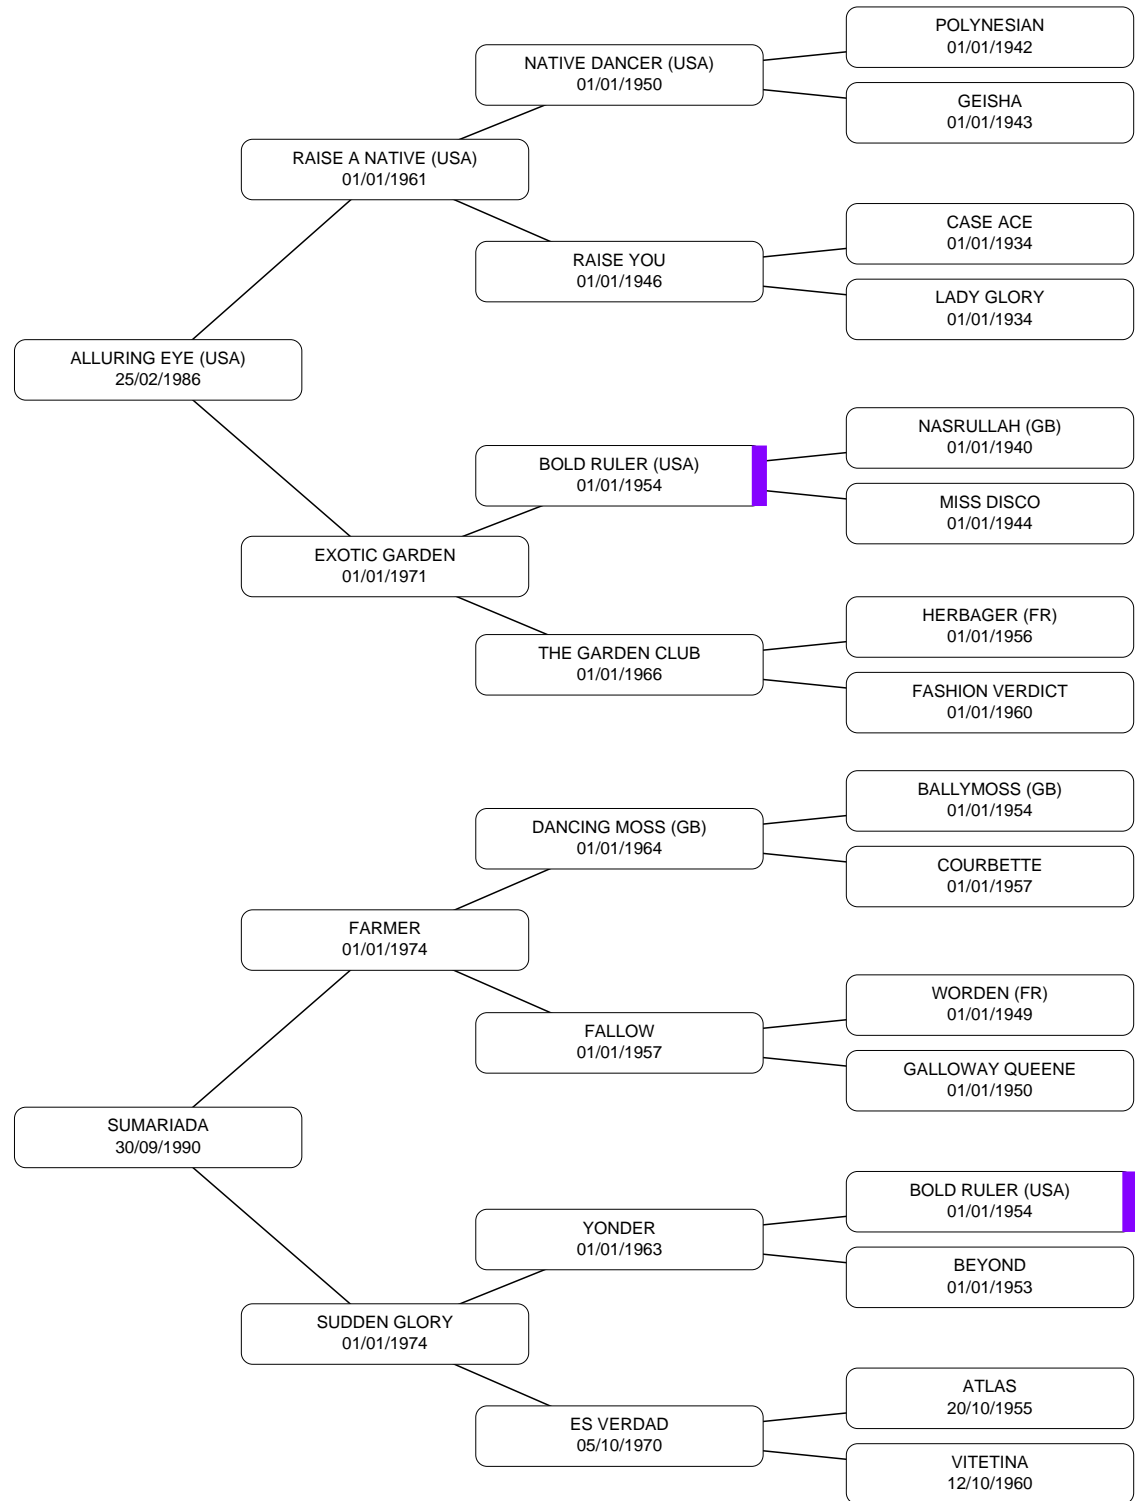 POLYNESIAN
01/01/1942
NATIVE DANCER (USA)
01/01/1950
GEISHA
01/01/1943
RAISE A NATIVE (USA)
01/01/1961
CASE ACE
01/01/1934
RAISE YOU
01/01/1946
LADY GLORY
01/01/1934
ALLURING EYE (USA)
25/02/1986
NASRULLAH (GB)
01/01/1940
BOLD RULER (USA)
01/01/1954
MISS DISCO
01/01/1944
EXOTIC GARDEN
01/01/1971
HERBAGER (FR)
01/01/1956
THE GARDEN CLUB
01/01/1966
FASHION VERDICT
01/01/1960
BALLYMOSS (GB)
01/01/1954
DANCING MOSS (GB)
01/01/1964
COURBETTE
01/01/1957
FARMER
01/01/1974
WORDEN (FR)
01/01/1949
FALLOW
01/01/1957
GALLOWAY QUEENE
01/01/1950
SUMARIADA
30/09/1990
BOLD RULER (USA)
01/01/1954
YONDER
01/01/1963
BEYOND
01/01/1953
SUDDEN GLORY
01/01/1974
ATLAS
20/10/1955
ES VERDAD
05/10/1970
VITETINA
12/10/1960